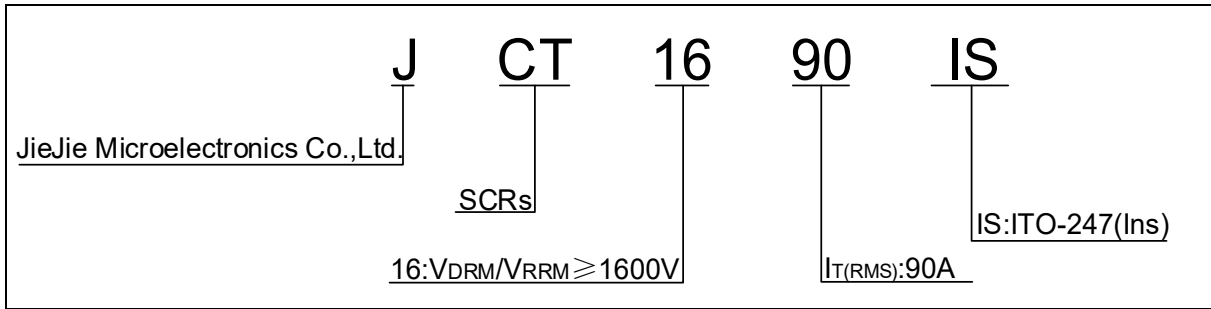 J CT 16 90 IS
JieJie Microelectronics Co.,Ltd.
SCRs
IS:ITO-247(Ins)
16:VDRM/VRRM≥1600V
IT(RMS):90A